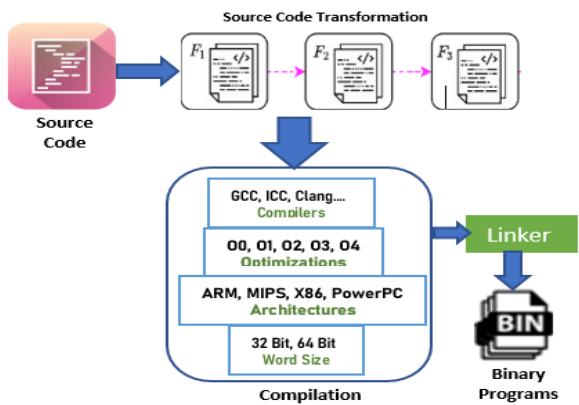 Source Code Transformation
F1
</>
F2
</>
F3
</>
Source
Code
GCC, ICC, Clang....
Compilers
O0, O1, O2, O3, O4
Optimizations
ARM, MIPS, X86, PowerPC
Architectures
32 Bit, 64 Bit
Word Size
Compilation
Linker
BIN
Binary
Programs